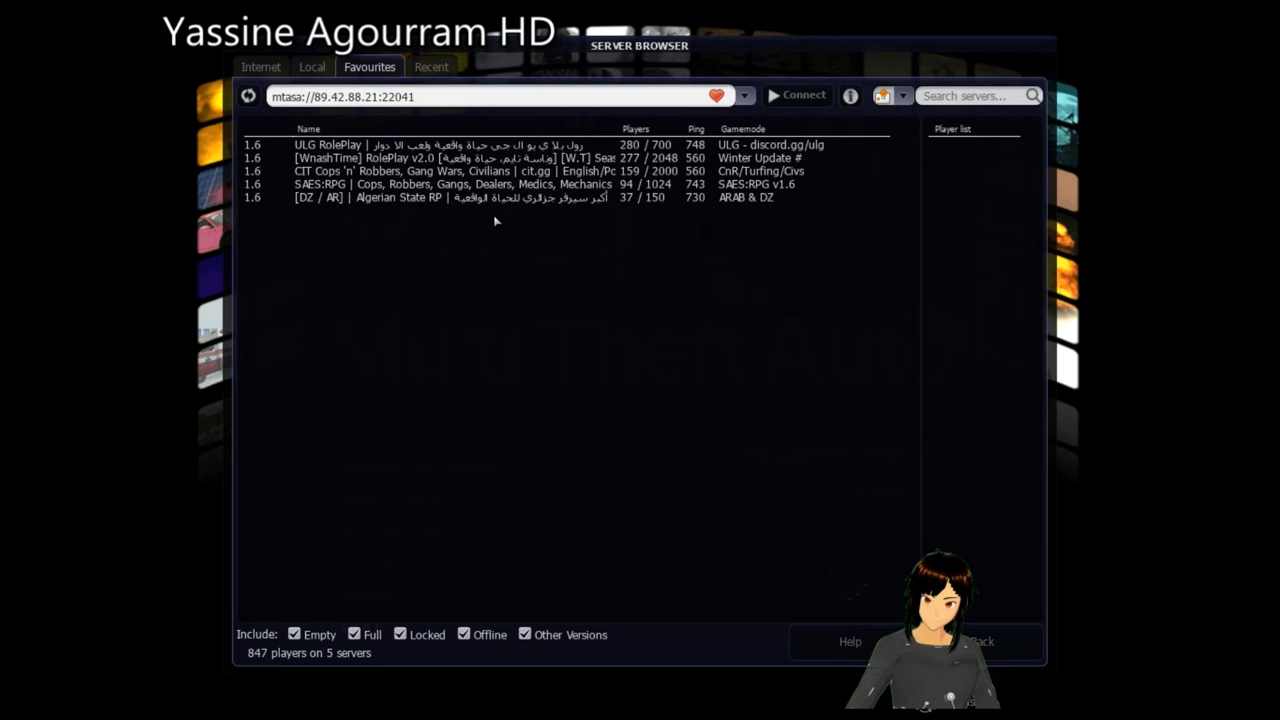 Yassine Agourram-HD
SERVER BROWSER
Internet Local Favourites Recent
mtasa://89.42.88.21:22041 Connect Search servers...
Name Players Ping Gamemode Player list
1.6 ULG RolePlay | رول بلاي يو ال جي حياة واقعية ولعب الا دوار 280 / 700 748 ULG - discord.gg/ulg
1.6 [WnashTime] RolePlay v2.0 [وناسة تايم، حياة واقعية] [W.T] Seas 277 / 2048 560 Winter Update #
1.6 CIT Cops 'n' Robbers, Gang Wars, Civilians | cit.gg | English/Po 159 / 2000 560 CnR/Turfing/Civs
1.6 SAES:RPG | Cops, Robbers, Gangs, Dealers, Medics, Mechanics 94 / 1024 743 SAES:RPG v1.6
1.6 [DZ / AR] | Algerian State RP | أكبر سيرفر جزائري للحياة الواقعية 37 / 150 730 ARAB & DZ
Include: Empty Full Locked Offline Other Versions
Help Back
847 players on 5 servers